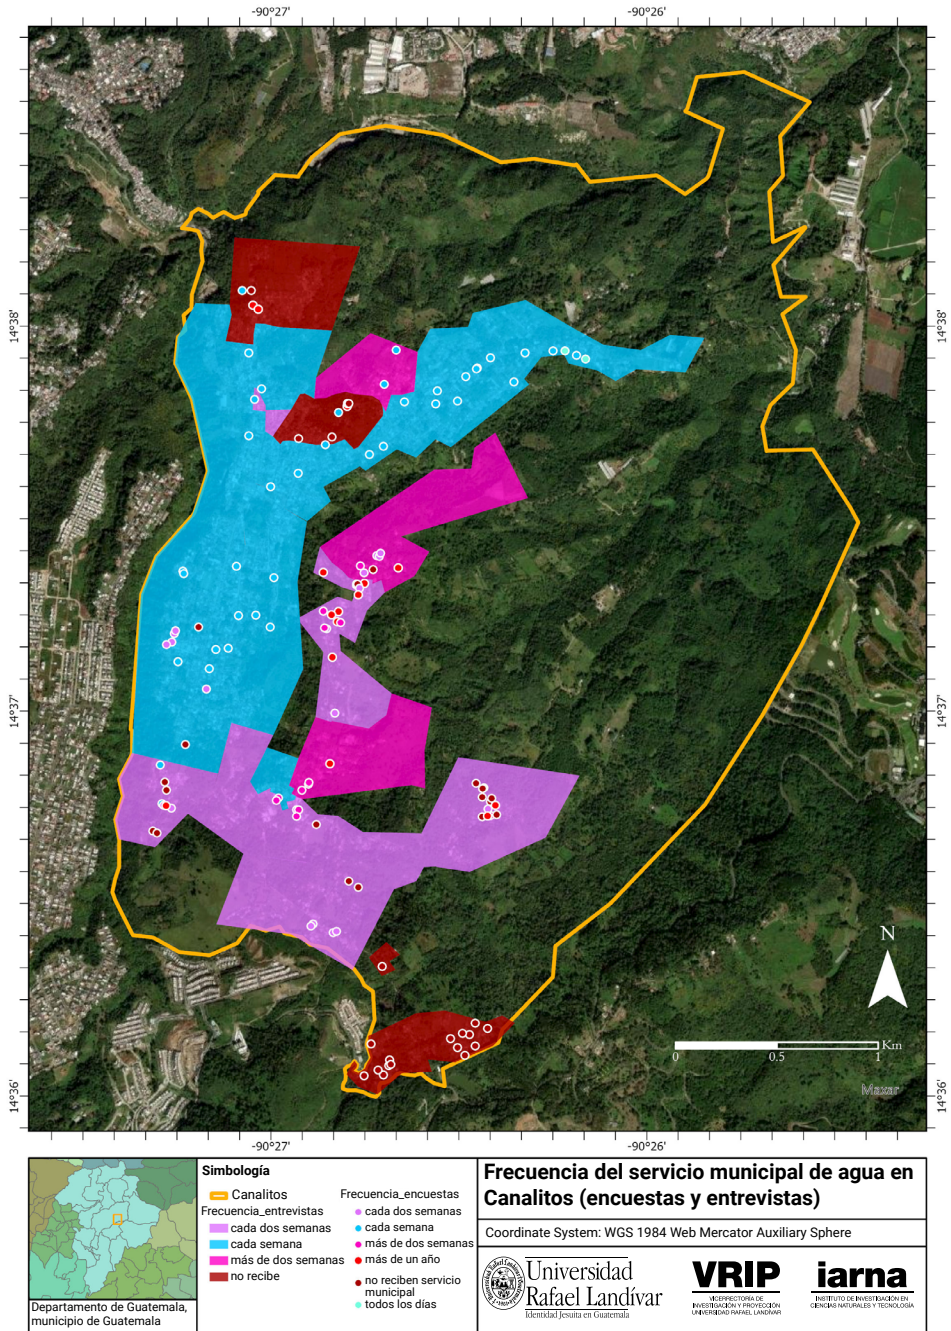 -90°27'
-90°26'
14°38'
14°38'
14°37'
14°37'
14°36'
14°36'
N
0
0.5
1
Km
Maxar
-90°27'
-90°26'
Departamento de Guatemala,
municipio de Guatemala
Simbología
Canalitos
Frecuencia_entrevistas
cada dos semanas
cada semana
más de dos semanas
no recibe
Frecuencia_encuestas
cada dos semanas
cada semana
más de dos semanas
más de un año
no reciben servicio
municipal
todos los días
Frecuencia del servicio municipal de agua en
Canalitos (encuestas y entrevistas)
Coordinate System: WGS 1984 Web Mercator Auxiliary Sphere
Universidad
Rafael Landívar
Identidad Jesuita en Guatemala
VRIP
VICERRECTORÍA DE
INVESTIGACIÓN Y PROYECCIÓN
UNIVERSIDAD RAFAEL LANDÍVAR
iarna
INSTITUTO DE INVESTIGACIÓN EN
CIENCIAS NATURALES Y TECNOLOGÍA